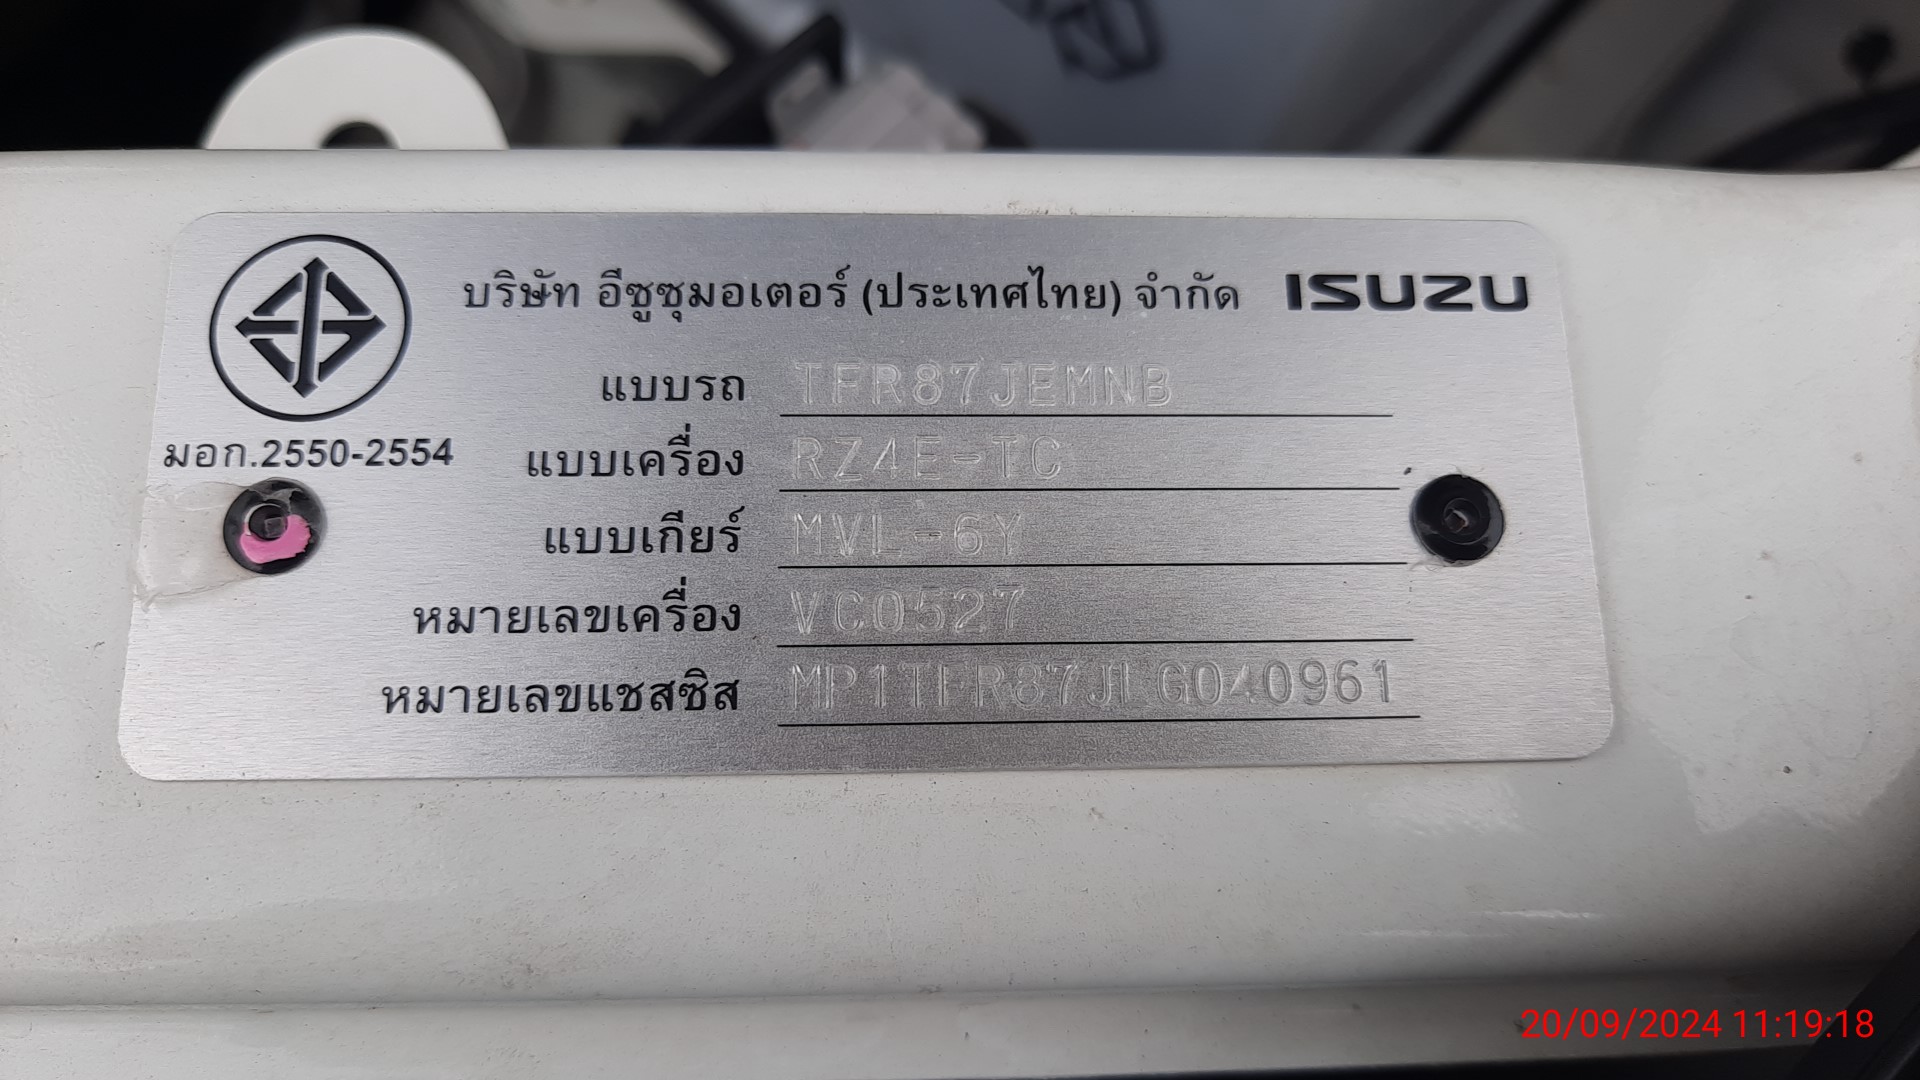 บริษัท อีซูซุมอเตอร์ (ประเทศไทย) จำกัด ISUZU
แบบรถ TFR87JEMNB
มอก.2550-2554
แบบเครื่อง RZ4E-TC
แบบเกียร์ MVL-6Y
หมายเลขเครื่อง VC0527
หมายเลขแชสซิส
20/09/2024 11:19:18